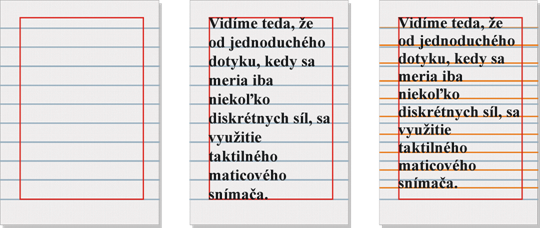 Vidíme teda, že
od jednoduchého
dotyku, kedy sa
meria iba
niekoľko
diskrétnych síl, sa
využitie
taktilného
maticového
snímača.
Vidíme teda, že
od jednoduchého
dotyku, kedy sa
meria iba
niekoľko
diskrétnych síl, sa
využitie
taktilného
maticového
snímača.